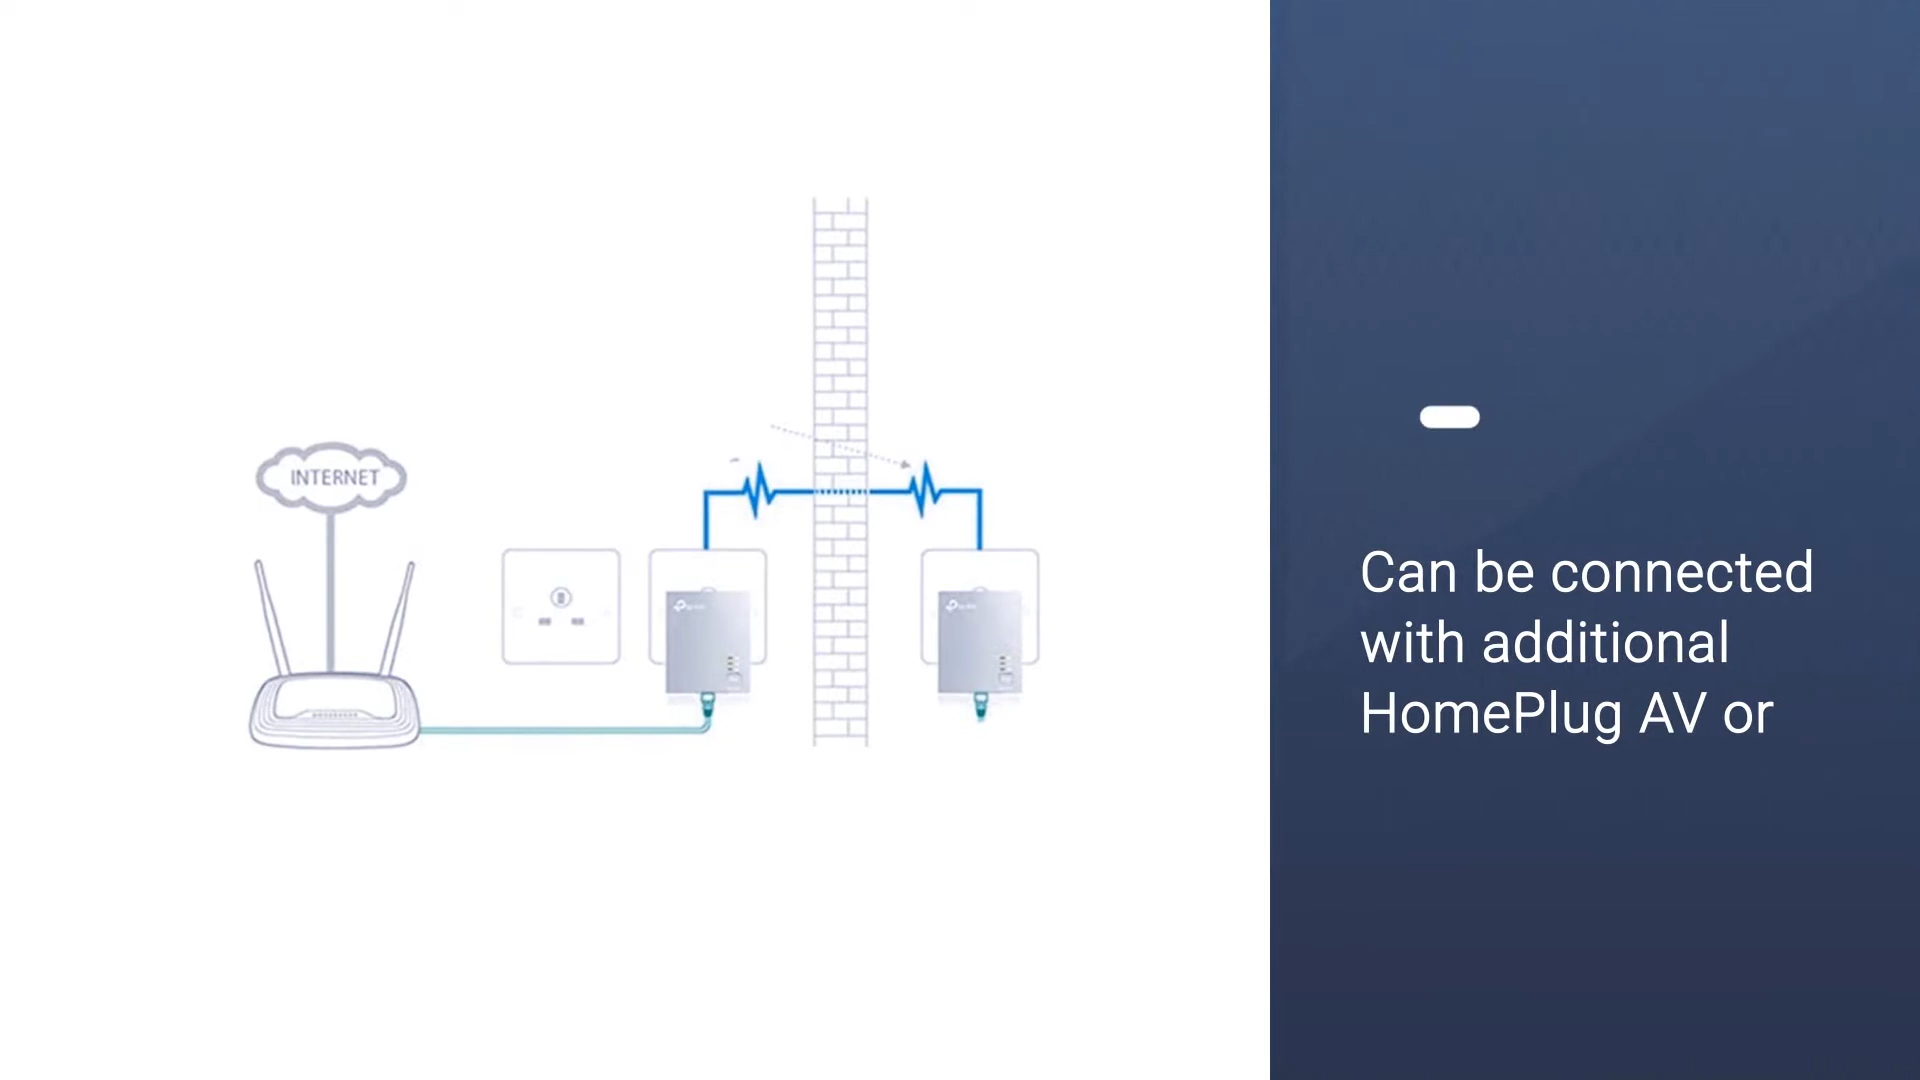 INTERNET
Can be connected
with additional
HomePlug AV or